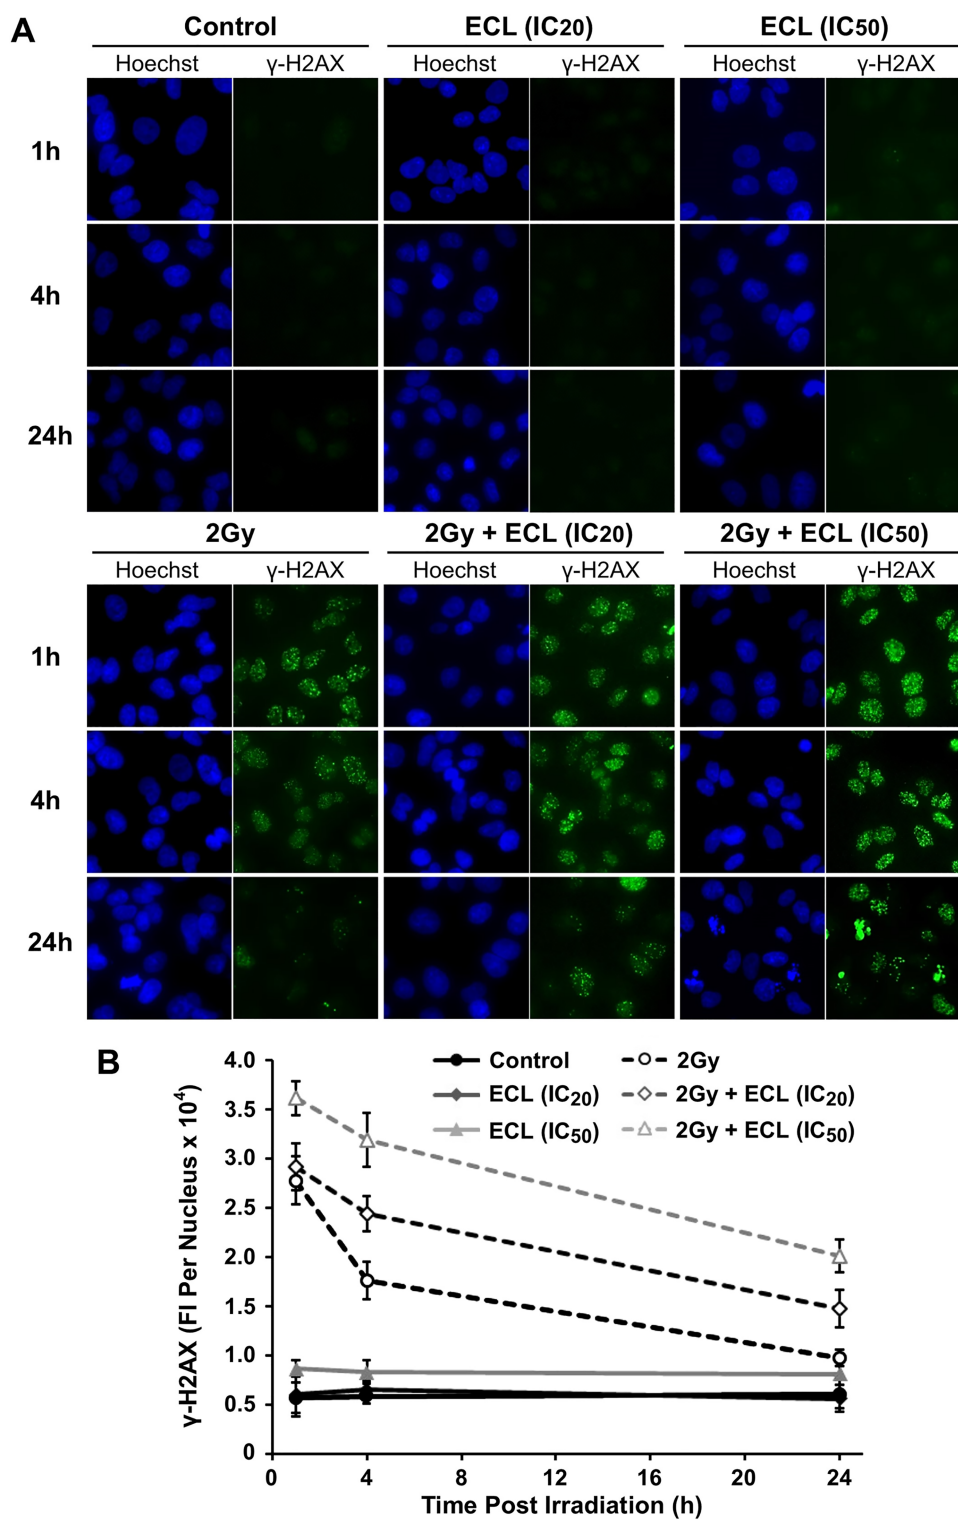 A
Control ECL (IC20) ECL (IC50)
Hoechst γ-H2AX Hoechst γ-H2AX Hoechst γ-H2AX
1h
4h
24h
2Gy 2Gy + ECL (IC20) 2Gy + ECL (IC50)
Hoechst γ-H2AX Hoechst γ-H2AX Hoechst γ-H2AX
1h
4h
24h
B
Control 2Gy
ECL (IC20) 2Gy + ECL (IC20)
ECL (IC50) 2Gy + ECL (IC50)
γ-H2AX (FI Per Nucleus x 10⁴)
4.0
3.5
3.0
2.5
2.0
1.5
1.0
0.5
0
0 4 8 12 16 20 24
Time Post Irradiation (h)